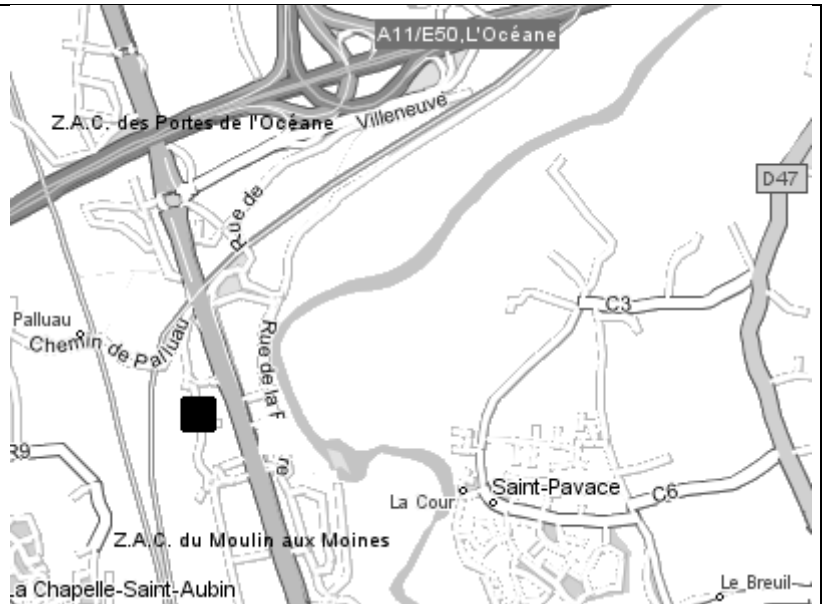 A11/E50,L'Océane
Z.A.C. des Portes de l'Océane
Villeneuve
D47
Rue de
C3
Palluau
Chemin de Palluau
Rue de la F
re
R9
La Cour
Saint-Pavace
C6
Z.A.C. du Moulin aux Moines
La Chapelle-Saint-Aubin
Le Breuil